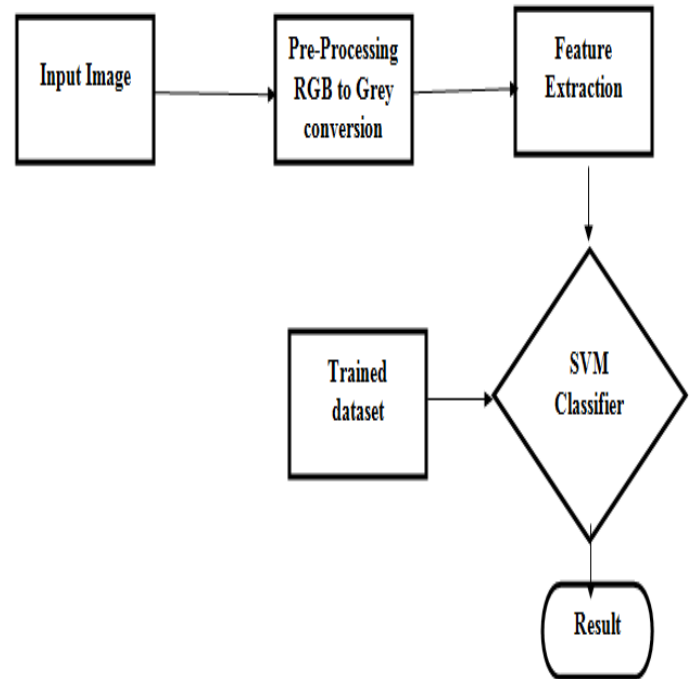 Input Image
Pre-Processing
RGB to Grey
conversion
Feature
Extraction
Trained
dataset
SVM
Classifier
Result